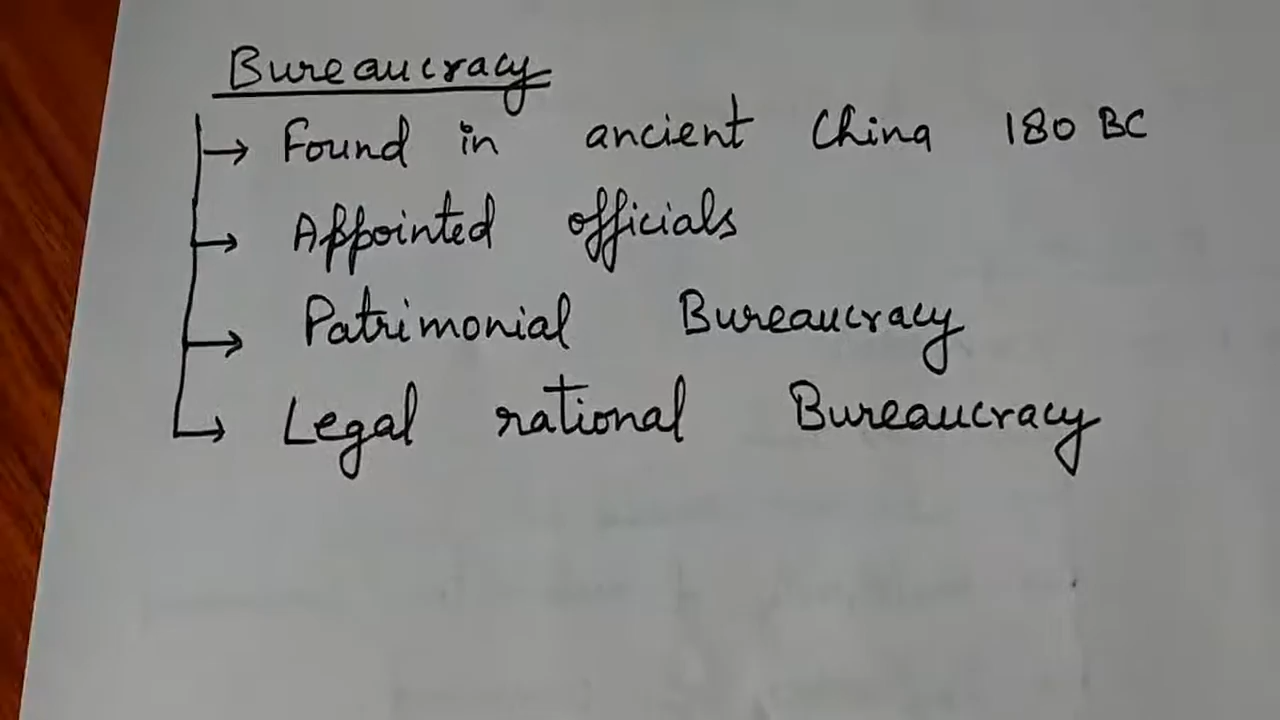 Bureaucracy
→ Found in ancient China 180 BC
→ Appointed officials
→ Patrimonial Bureaucracy
→ Legal rational Bureaucracy